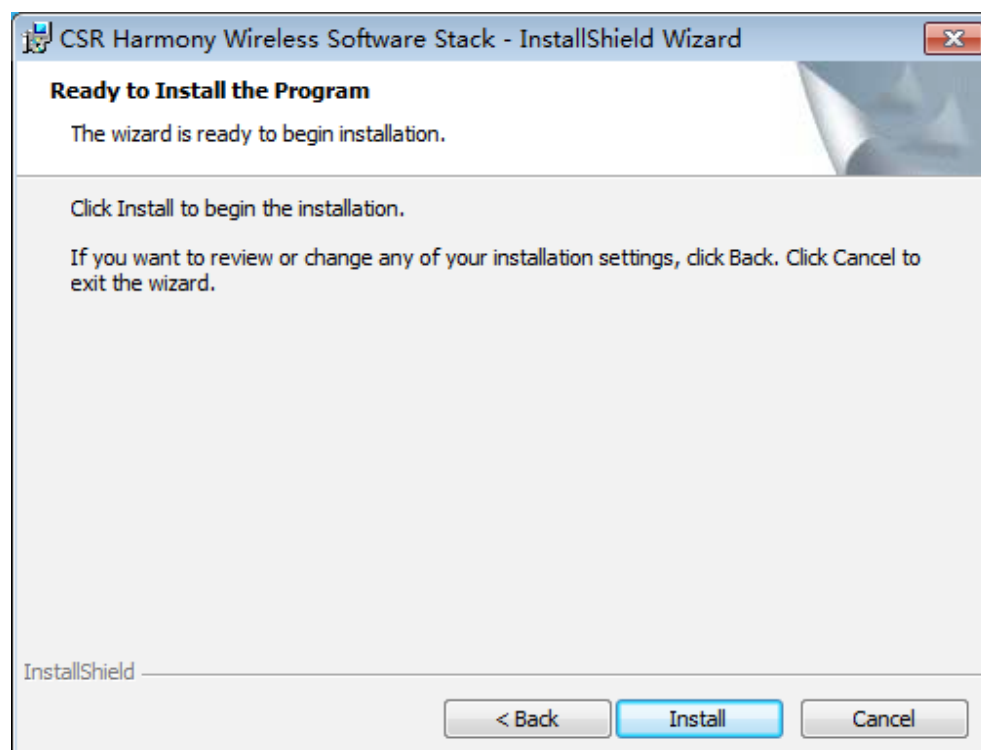 CSR Harmony Wireless Software Stack - InstallShield Wizard
Ready to Install the Program
The wizard is ready to begin installation.
Click Install to begin the installation.
If you want to review or change any of your installation settings, click Back. Click Cancel to
exit the wizard.
InstallShield
< Back
Install
Cancel